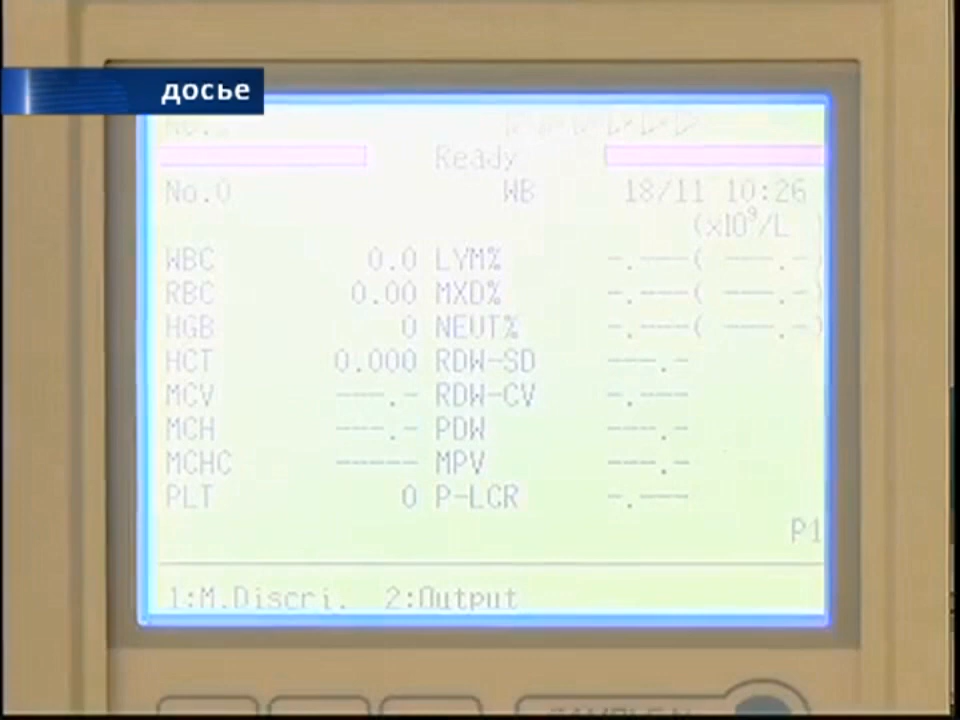 досье
Ready
No.0 WB 18/11 10:26
(x10⁹/L )
WBC 0.0 LYM% -.---( ---.-)
RBC 0.00 MXD% -.---( ---.-)
HGB 0 NEUT% -.---( ---.-)
HCT 0.000 RDW-SD ---.-
MCV ---.- RDW-CV -.---
MCH ---.- PDW ---.-
MCHC ----- MPV ---.-
PLT 0 P-LCR -.---
P1
1:M.Discri. 2:Output